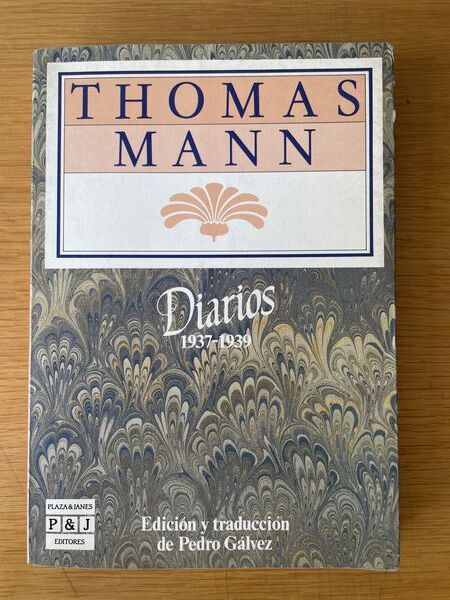 THOMAS
MANN
Diarios
1937-1939
PLAZA & JANES
P & J
EDITORES
Edición y traducción
de Pedro Gálvez